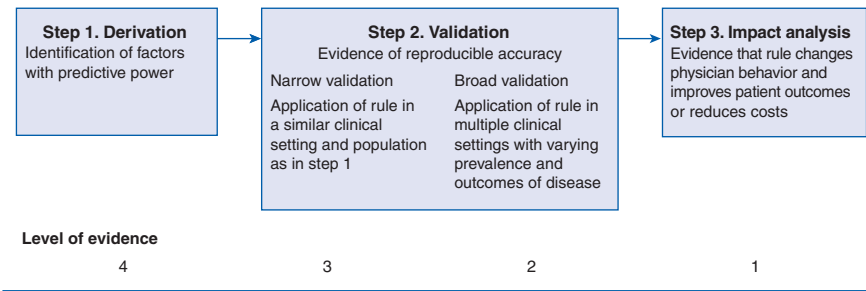 Step 1. Derivation
Identification of factors
with predictive power
Step 2. Validation
Evidence of reproducible accuracy
Narrow validation
Application of rule in
a similar clinical
setting and population
as in step 1
Broad validation
Application of rule in
multiple clinical
settings with varying
prevalence and
outcomes of disease
Step 3. Impact analysis
Evidence that rule changes
physician behavior and
improves patient outcomes
or reduces costs
Level of evidence
4 3 2 1